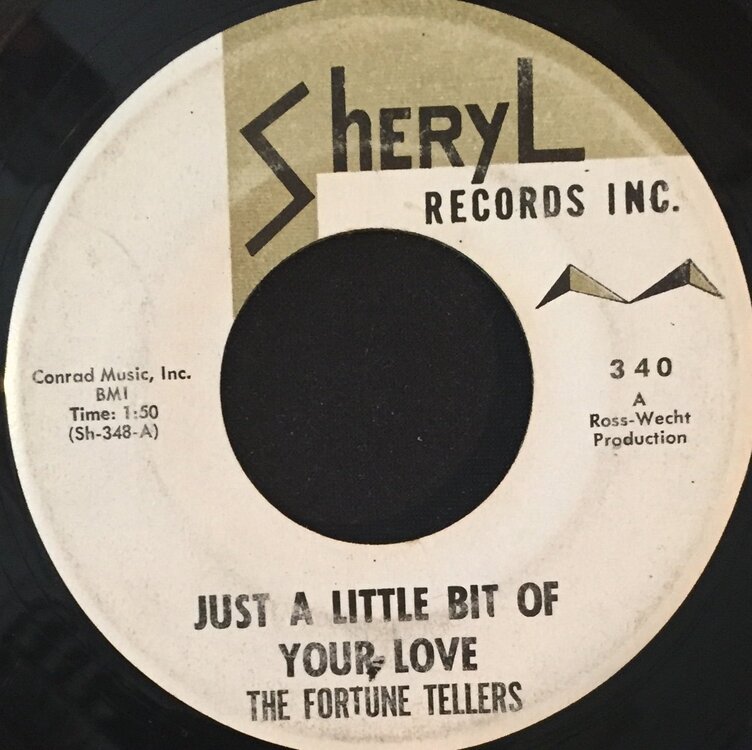 SheryL
RECORDS INC.
Conrad Music, Inc.
BMI
Time: 1:50
(Sh-348-A)
340
A
Ross-Wecht
Production
JUST A LITTLE BIT OF
YOUR LOVE
THE FORTUNE TELLERS